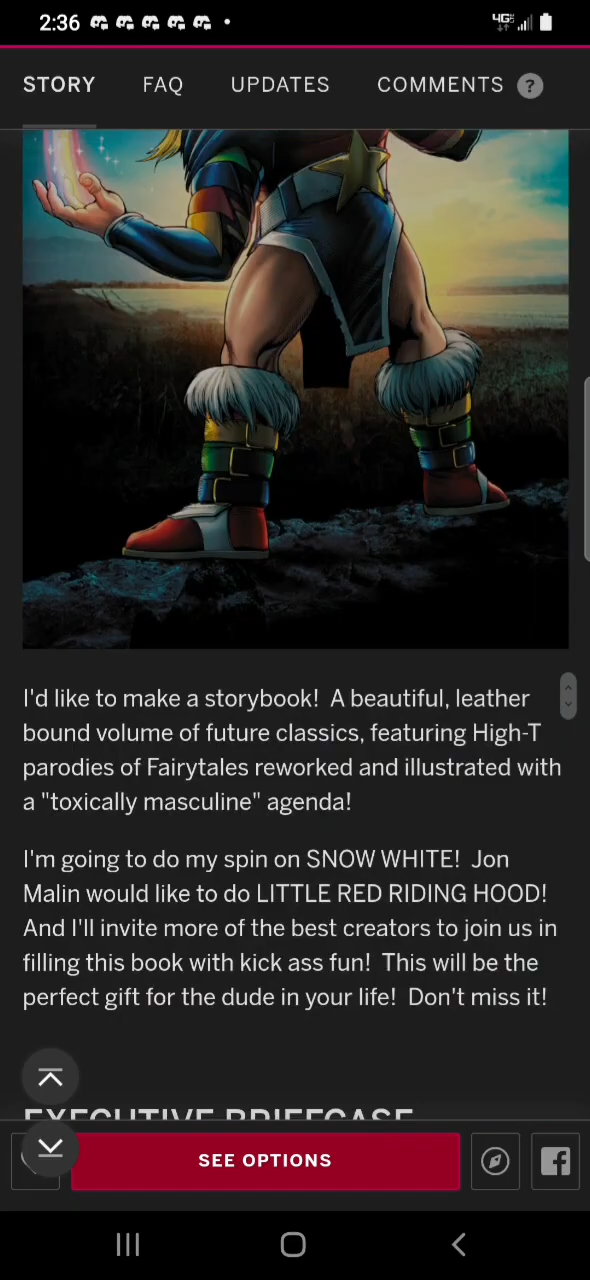 2:36
4G
STORY FAQ UPDATES COMMENTS ?
I'd like to make a storybook!  A beautiful, leather
bound volume of future classics, featuring High-T
parodies of Fairytales reworked and illustrated with
a "toxically masculine" agenda!
I'm going to do my spin on SNOW WHITE!  Jon
Malin would like to do LITTLE RED RIDING HOOD!
And I'll invite more of the best creators to join us in
filling this book with kick ass fun!  This will be the
perfect gift for the dude in your life!  Don't miss it!
EXECUTIVE BRIEFCASE
SEE OPTIONS